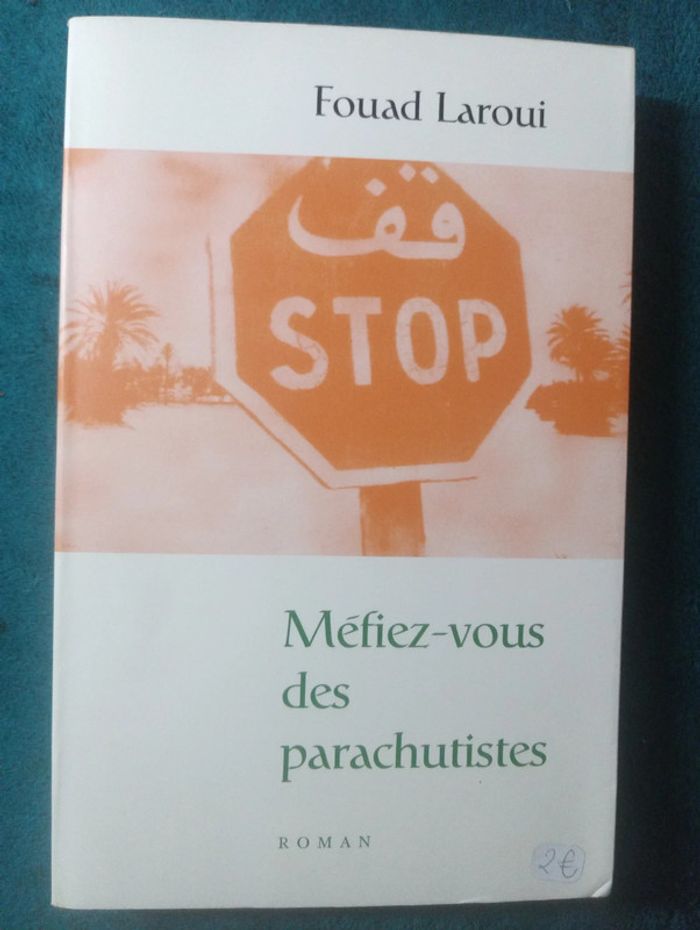 Fouad Laroui
قف
STOP
Méfiez-vous
des
parachutistes
ROMAN
2€